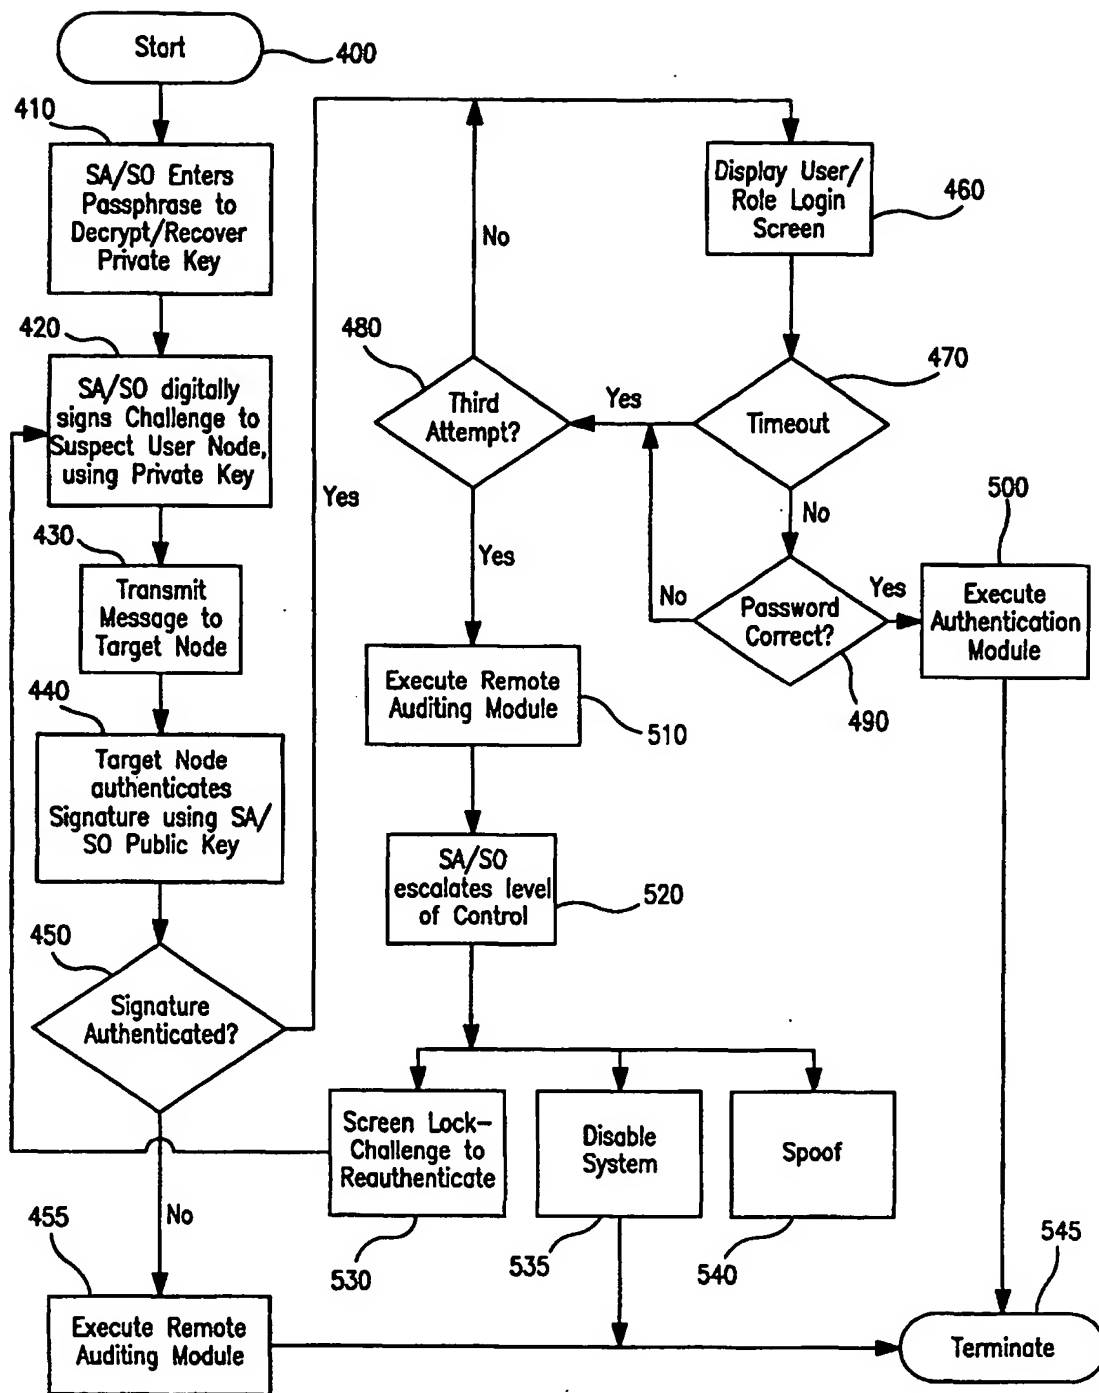 Start
400
410
SA/SO Enters
Passphrase to
Decrypt/Recover
Private Key
420
SA/SO digitally
signs Challenge to
Suspect User Node,
using Private Key
430
Transmit
Message to
Target Node
440
Target Node
authenticates
Signature using SA/
SO Public Key
450
Signature
Authenticated?
Yes
No
455
Execute Remote
Auditing Module
Display User/
Role Login
Screen
460
470
Timeout
Yes
No
480
Third
Attempt?
No
Yes
Password
Correct?
490
No
Yes
500
Execute
Authentication
Module
Execute Remote
Auditing Module
510
SA/SO
escalates level
of Control
520
Screen Lock-
Challenge to
Reauthenticate
530
Disable
System
535
Spoof
540
545
Terminate